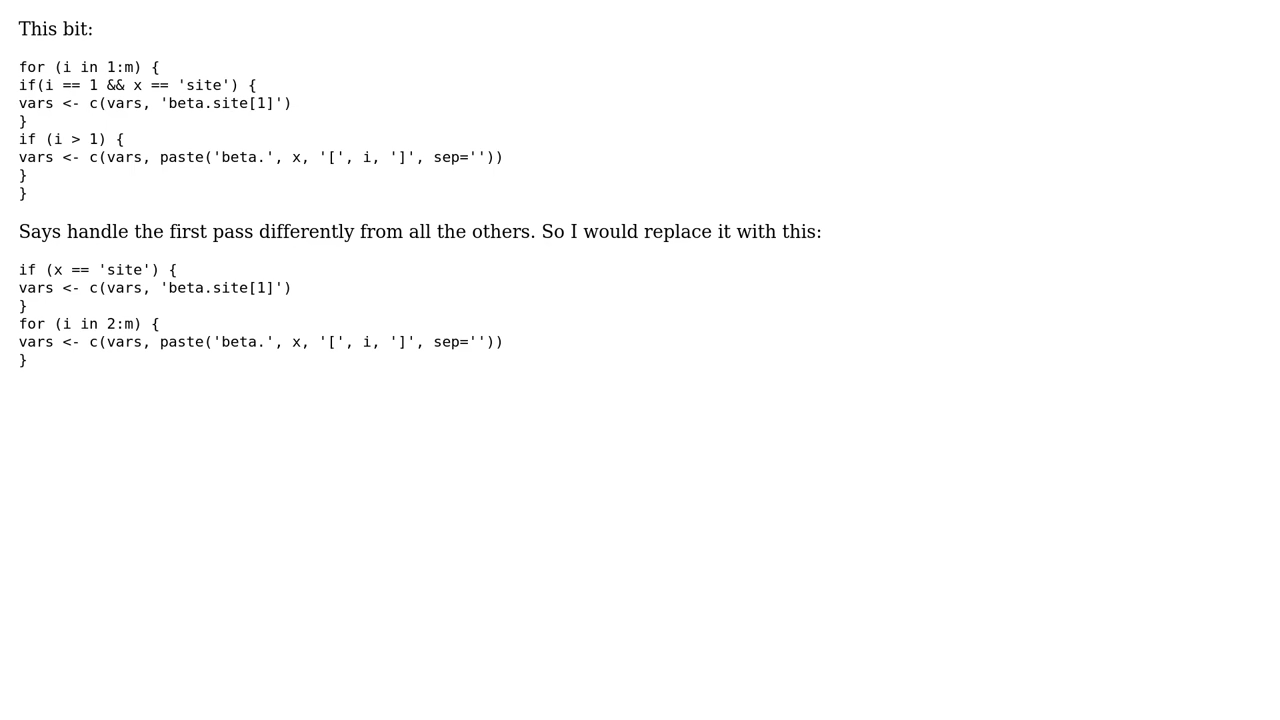 This bit:
for (i in 1:m) {
if(i == 1 && x == 'site') {
vars <- c(vars, 'beta.site[1]')
}
if (i > 1) {
vars <- c(vars, paste('beta.', x, '[', i, ']', sep=''))
}
}
Says handle the first pass differently from all the others. So I would replace it with this:
if (x == 'site') {
vars <- c(vars, 'beta.site[1]')
}
for (i in 2:m) {
vars <- c(vars, paste('beta.', x, '[', i, ']', sep=''))
}